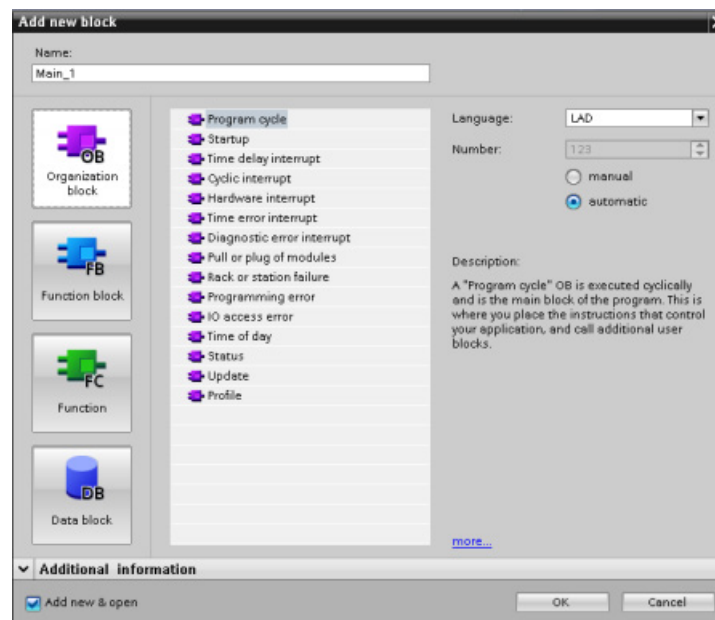 Add new block
Name:
Main_1
OB
Organization
block
FB
Function block
FC
Function
DB
Data block
Program cycle
Startup
Time delay interrupt
Cyclic interrupt
Hardware interrupt
Time error interrupt
Diagnostic error interrupt
Pull or plug of modules
Rack or station failure
Programming error
IO access error
Time of day
Status
Update
Profile
Language:
LAD
Number:
123
manual
automatic
Description:
A "Program cycle" OB is executed cyclically
and is the main block of the program. This is
where you place the instructions that control
your application, and call additional user
blocks.
more...
Additional information
Add new & open
OK
Cancel